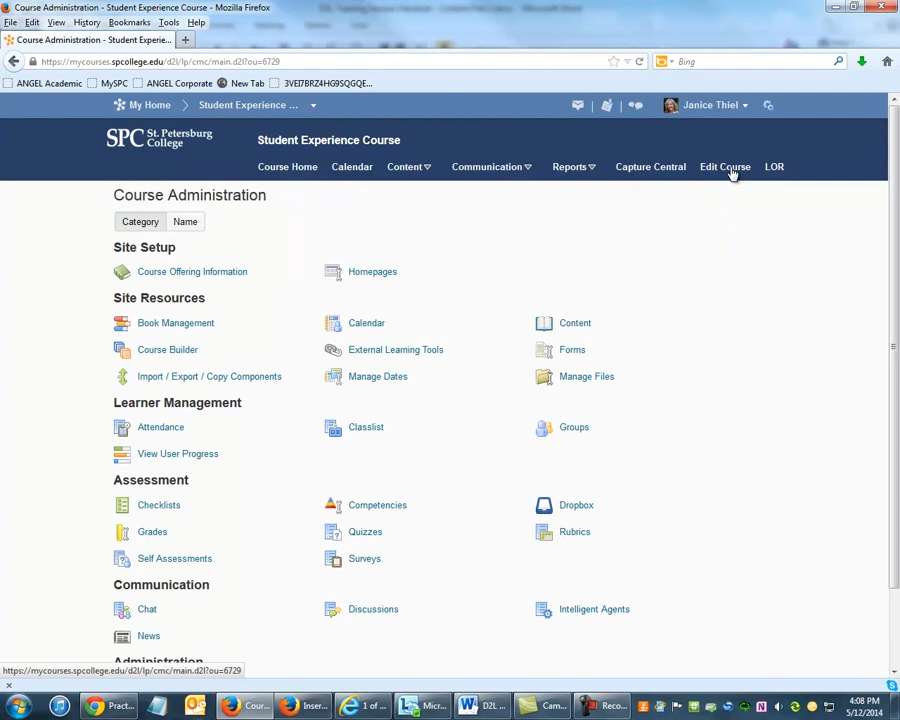 Course Administration - Student Experience Course - Mozilla Firefox
File Edit View History Bookmarks Tools Help
Course Administration - Student Experie...
https://mycourses.spcollege.edu/d2l/lp/cmc/main.d2l?ou=6729
Bing
ANGEL Academic MySPC ANGEL Corporate New Tab 3VEI7BRZ4HG9SQGE...
My Home Student Experience ... Janice Thiel
SPC St. Petersburg College
Student Experience Course
Course Home Calendar Content Communication Reports Capture Central Edit Course LOR
Course Administration
Category Name
Site Setup
Course Offering Information Homepages
Site Resources
Book Management Calendar Content
Course Builder External Learning Tools Forms
Import / Export / Copy Components Manage Dates Manage Files
Learner Management
Attendance Classlist Groups
View User Progress
Assessment
Checklists Competencies Dropbox
Grades Quizzes Rubrics
Self Assessments Surveys
Communication
Chat Discussions Intelligent Agents
News
Administration
https://mycourses.spcollege.edu/d2l/lp/cmc/main.d2l?ou=6729
Pract... Cour... Inser... 1 of ... Micr... D2L ... Cam... Reco...
4:08 PM
5/12/2014